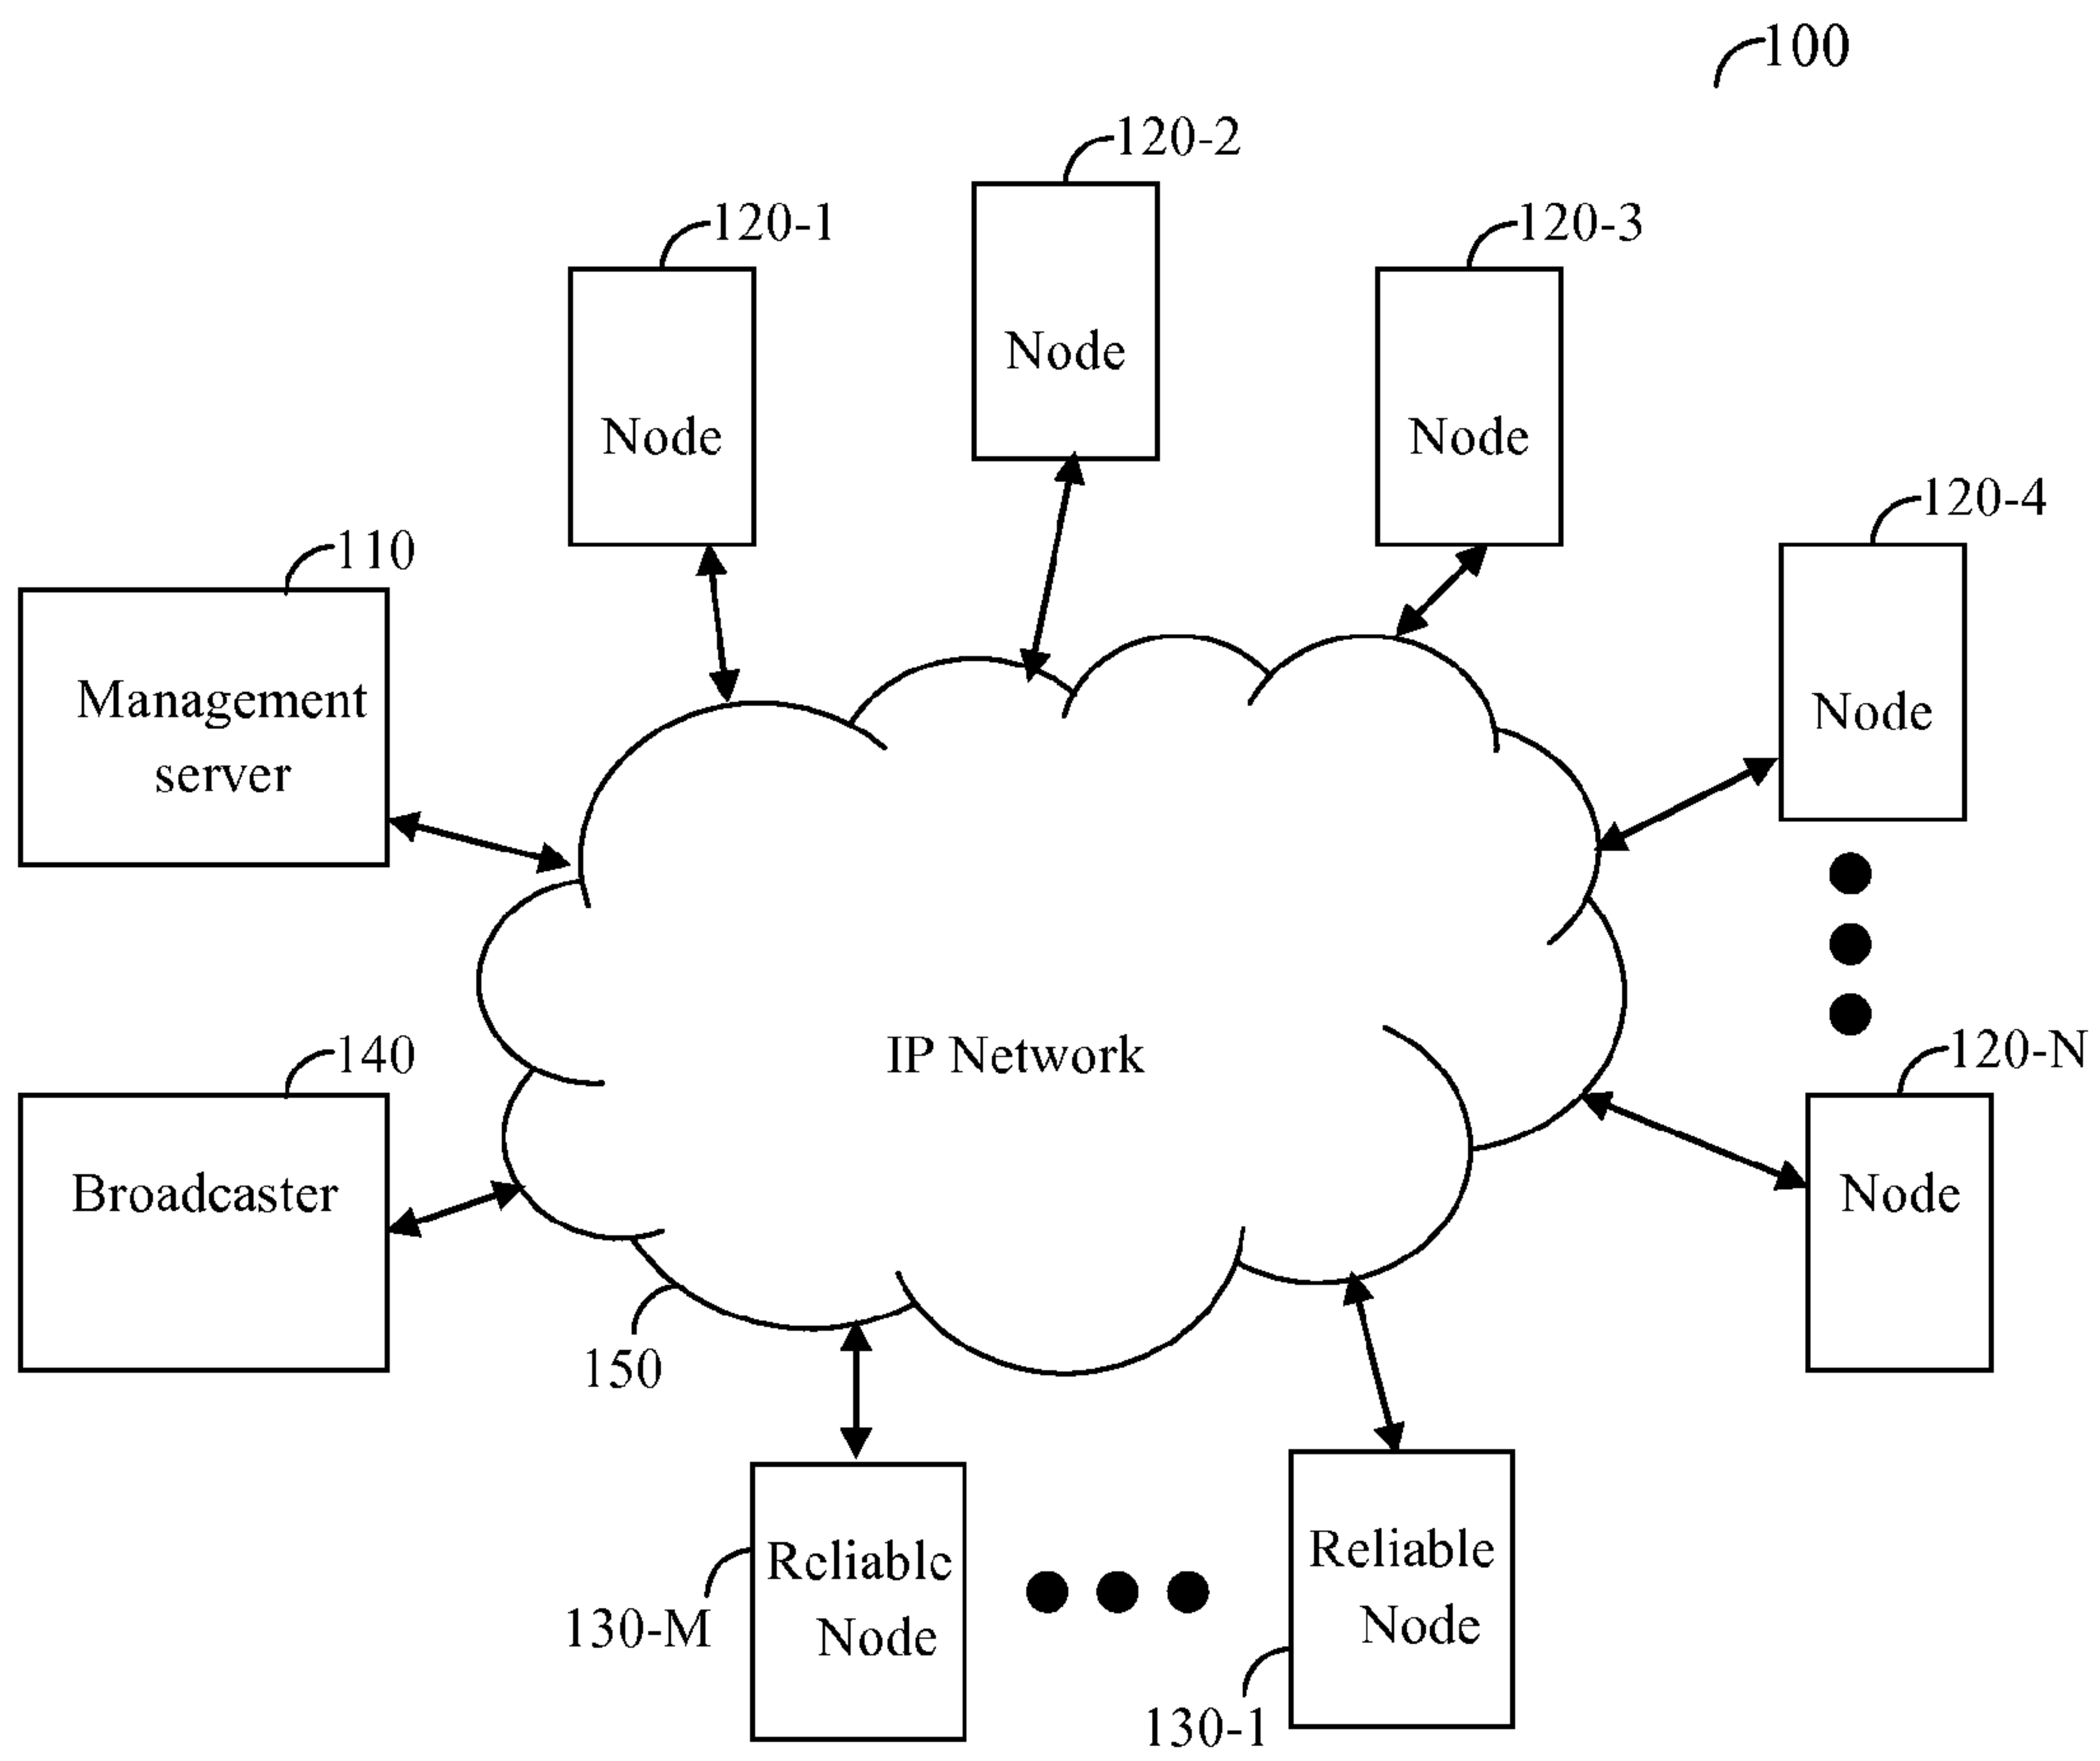 100
120-2
120-1
120-3
Node
Node
Node
120-4
110
Management
server
Node
140
IP Network
120-N
Broadcaster
Node
150
Reliable
Node
Reliable
Node
130-M
130-1